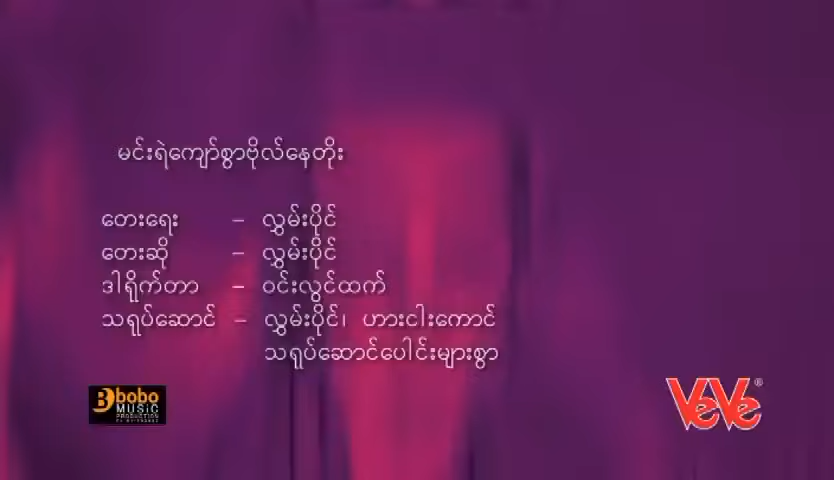 မင်းရဲကျော်စွာဗိုလ်နေတိုး
တေးရေး – လွှမ်းပိုင်
တေးဆို – လွှမ်းပိုင်
ဒါရိုက်တာ – ဝင်းလွင်ထက်
သရုပ်ဆောင် – လွှမ်းပိုင်၊ ဟားငါးကောင်
သရုပ်ဆောင်ပေါင်းများစွာ
bobo
MUSiC
PRODUCTION
VeVe®